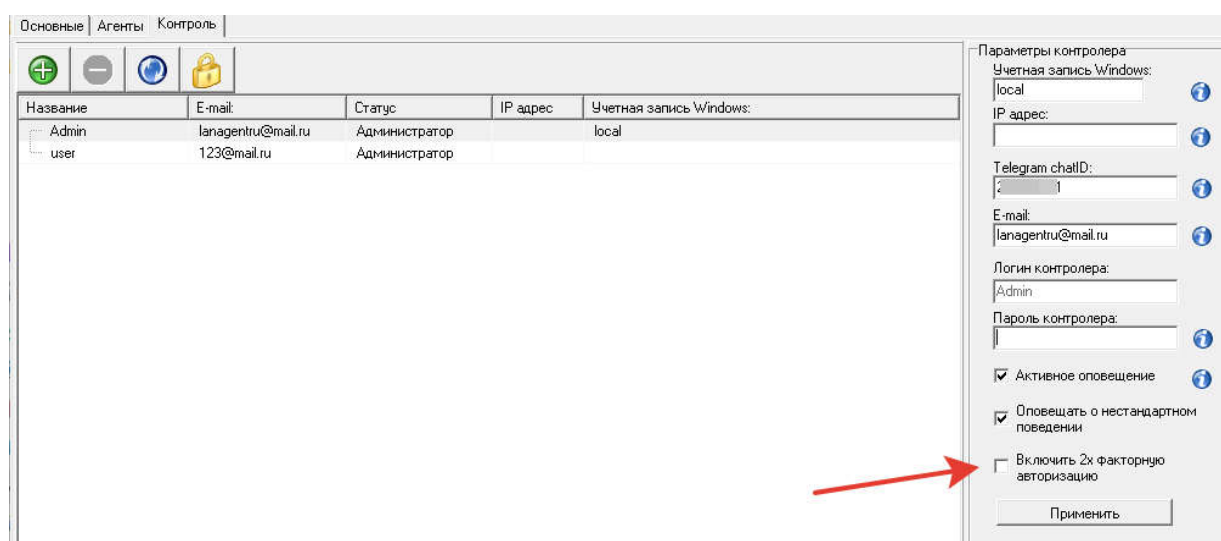 Основные Агенты Контроль
Название E-mail: Статус IP адрес Учетная запись Windows:
Admin lanagentru@mail.ru Администратор local
user 123@mail.ru Администратор
Параметры контролера
Учетная запись Windows:
local
IP адрес:
Telegram chatID:
E-mail:
lanagentru@mail.ru
Логин контролера:
Admin
Пароль контролера:
Активное оповещение
Оповещать о нестандартном
поведении
Включить 2х факторную
авторизацию
Применить